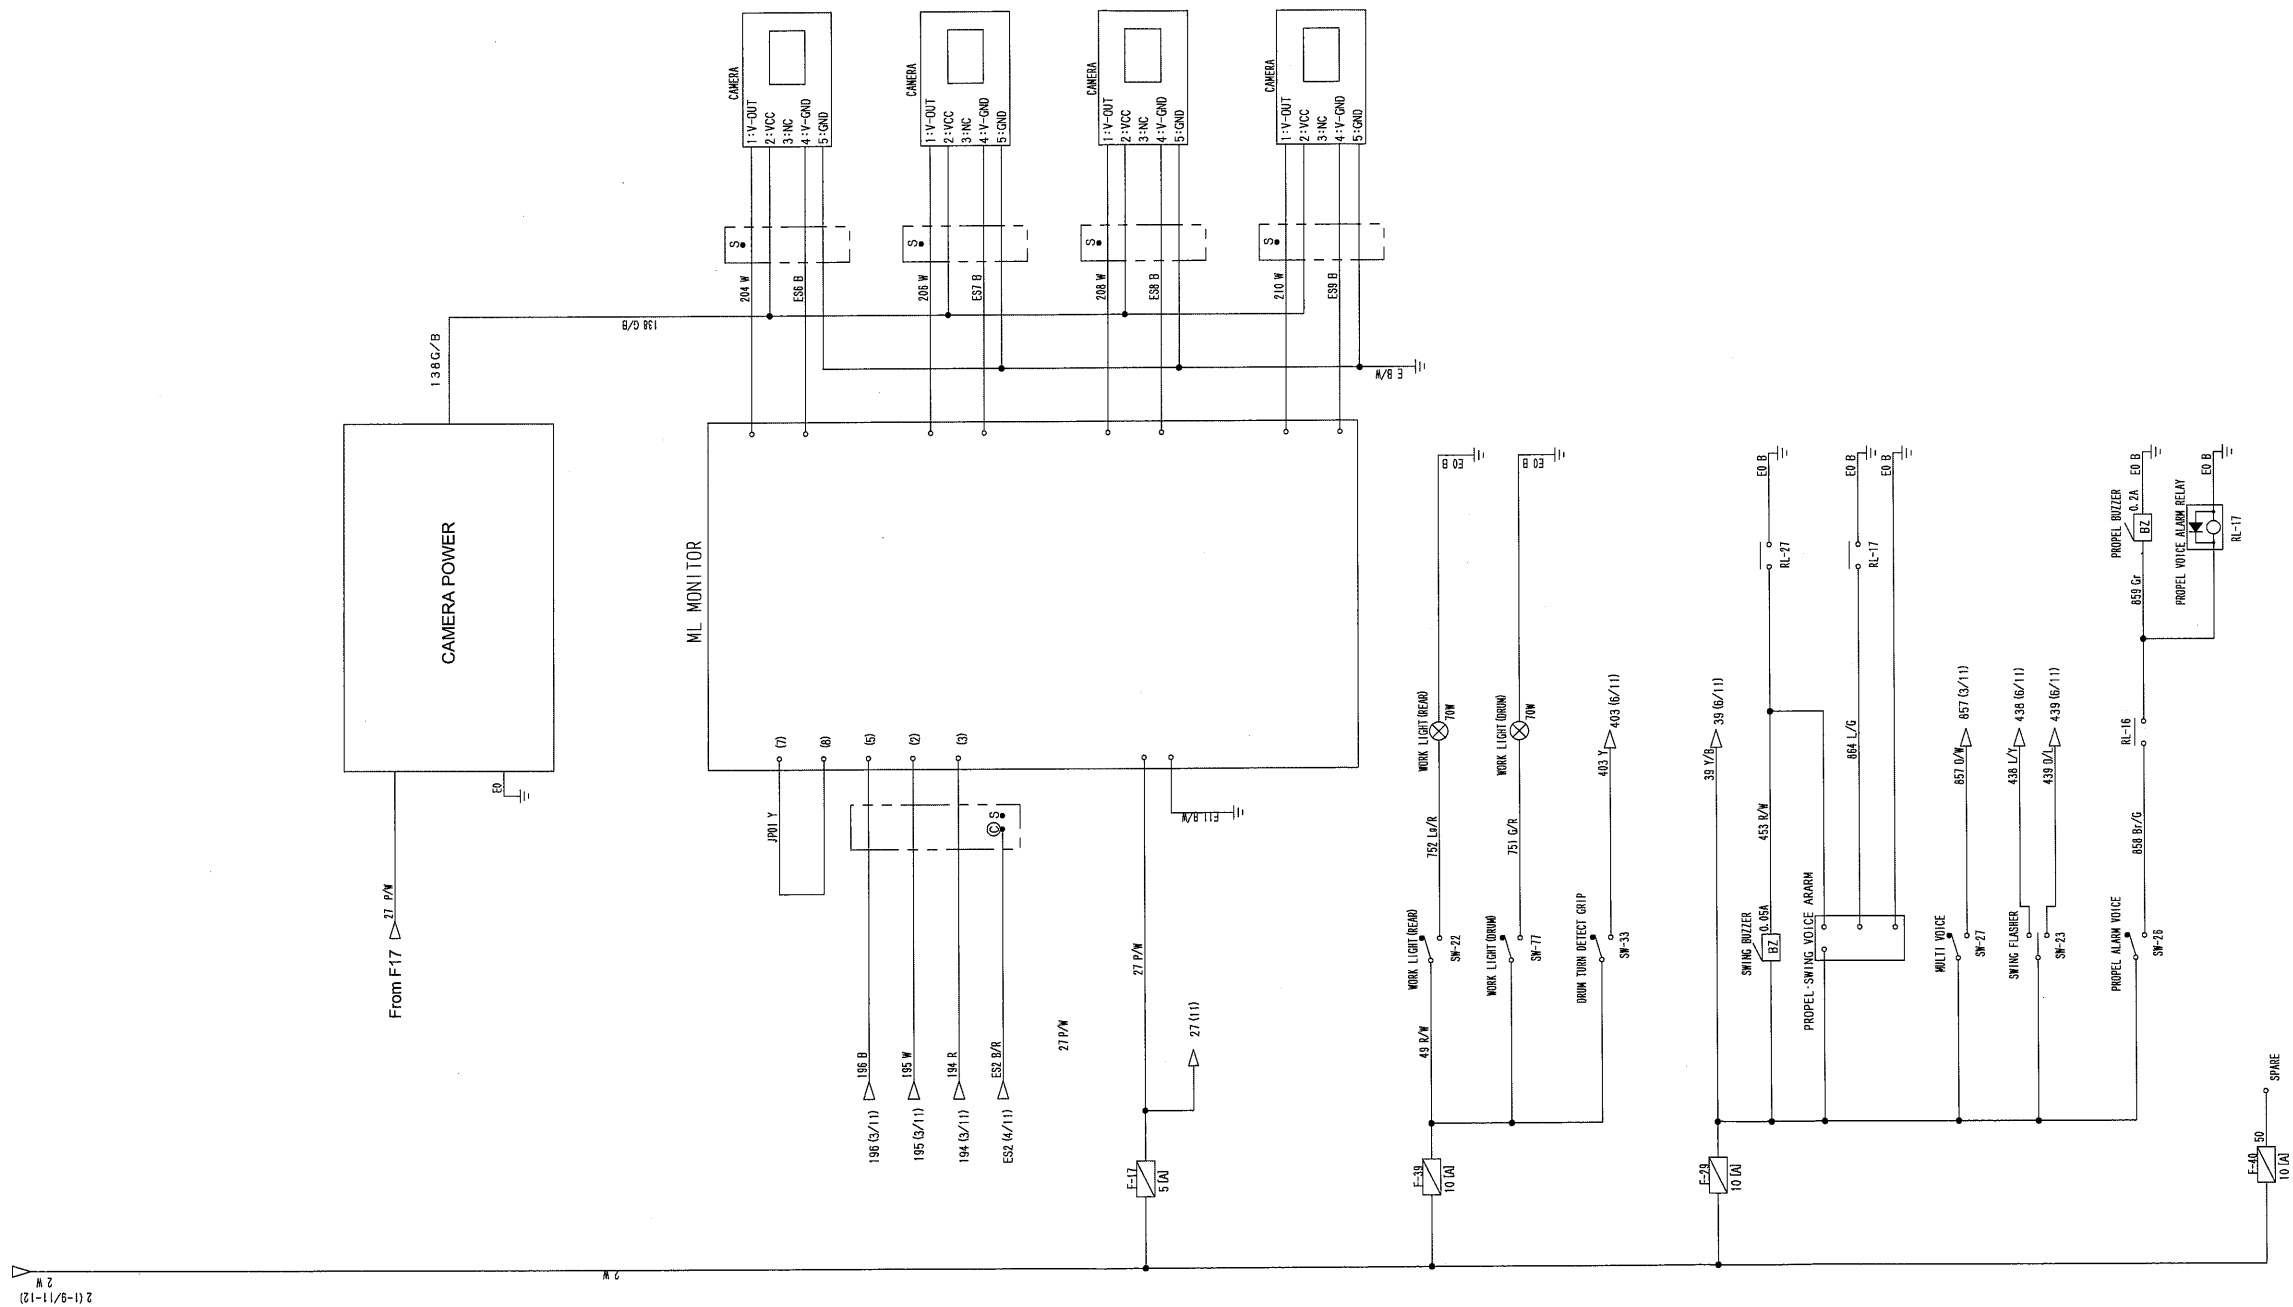 CAMERA
1:V-OUT
2:VCC
3:NC
4:V-GND
5:GND
CAMERA
1:V-OUT
2:VCC
3:NC
4:V-GND
5:GND
CAMERA
1:V-OUT
2:VCC
3:NC
4:V-GND
5:GND
CAMERA
1:V-OUT
2:VCC
3:NC
4:V-GND
5:GND
S
S
S
S
204 W
ES6 B
206 W
ES7 B
208 W
ES8 B
210 W
ES9 B
138G/B
138 G/B
E B/W
CAMERA POWER
27 P/W
From F17
E0
ML MONITOR
(7)
(8)
(5)
(2)
(3)
JP01 Y
C S
E11 B/W
196 B
195 W
194 R
ES2 B/R
196 (3/11)
195 (3/11)
194 (3/11)
ES2 (4/11)
27 P/W
27 P/W
27 (11)
F-17
5 [A]
E0 B
E0 B
WORK LIGHT(REAR)
70W
WORK LIGHT(DRUM)
70W
403 (6/11)
403 Y
752 Lg/R
751 G/R
WORK LIGHT(REAR)
SW-22
WORK LIGHT(DRUM)
SW-77
DRUM TURN DETECT GRIP
SW-33
49 R/W
F-39
10 [A]
39 (6/11)
39 Y/B
E0 B
E0 B
E0 B
RL-27
RL-17
453 R/W
864 L/G
SWING BUZZER
0.05A
BZ
PROPEL·SWING VOICE ARARM
857 (3/11)
857 O/W
438 (6/11)
438 L/Y
439 (6/11)
439 O/L
MULTI VOICE
SW-27
SWING FLASHER
SW-23
PROPEL ALARM VOICE
SW-26
858 Br/G
RL-16
859 Gr
PROPEL BUZZER
BZ
0.2A
E0 B
PROPEL VOICE ALARM RELAY
RL-17
E0 B
F-29
10 [A]
F-40
10 [A]
50
SPARE
2 W
2 W
2 (1-9/11-12)